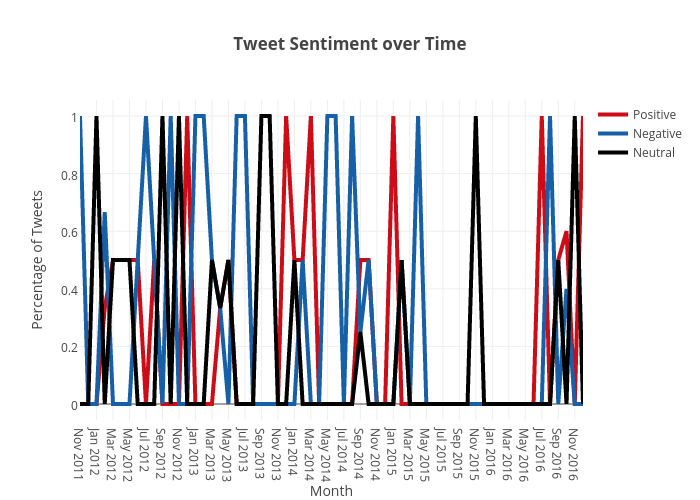 Tweet Sentiment over Time
Positive
Negative
Neutral
Percentage of Tweets
1
0.8
0.6
0.4
0.2
0
Nov 2011
Jan 2012
Mar 2012
May 2012
Jul 2012
Sep 2012
Nov 2012
Jan 2013
Mar 2013
May 2013
Jul 2013
Sep 2013
Nov 2013
Jan 2014
Mar 2014
May 2014
Jul 2014
Sep 2014
Nov 2014
Jan 2015
Mar 2015
May 2015
Jul 2015
Sep 2015
Nov 2015
Jan 2016
Mar 2016
May 2016
Jul 2016
Sep 2016
Nov 2016
Month